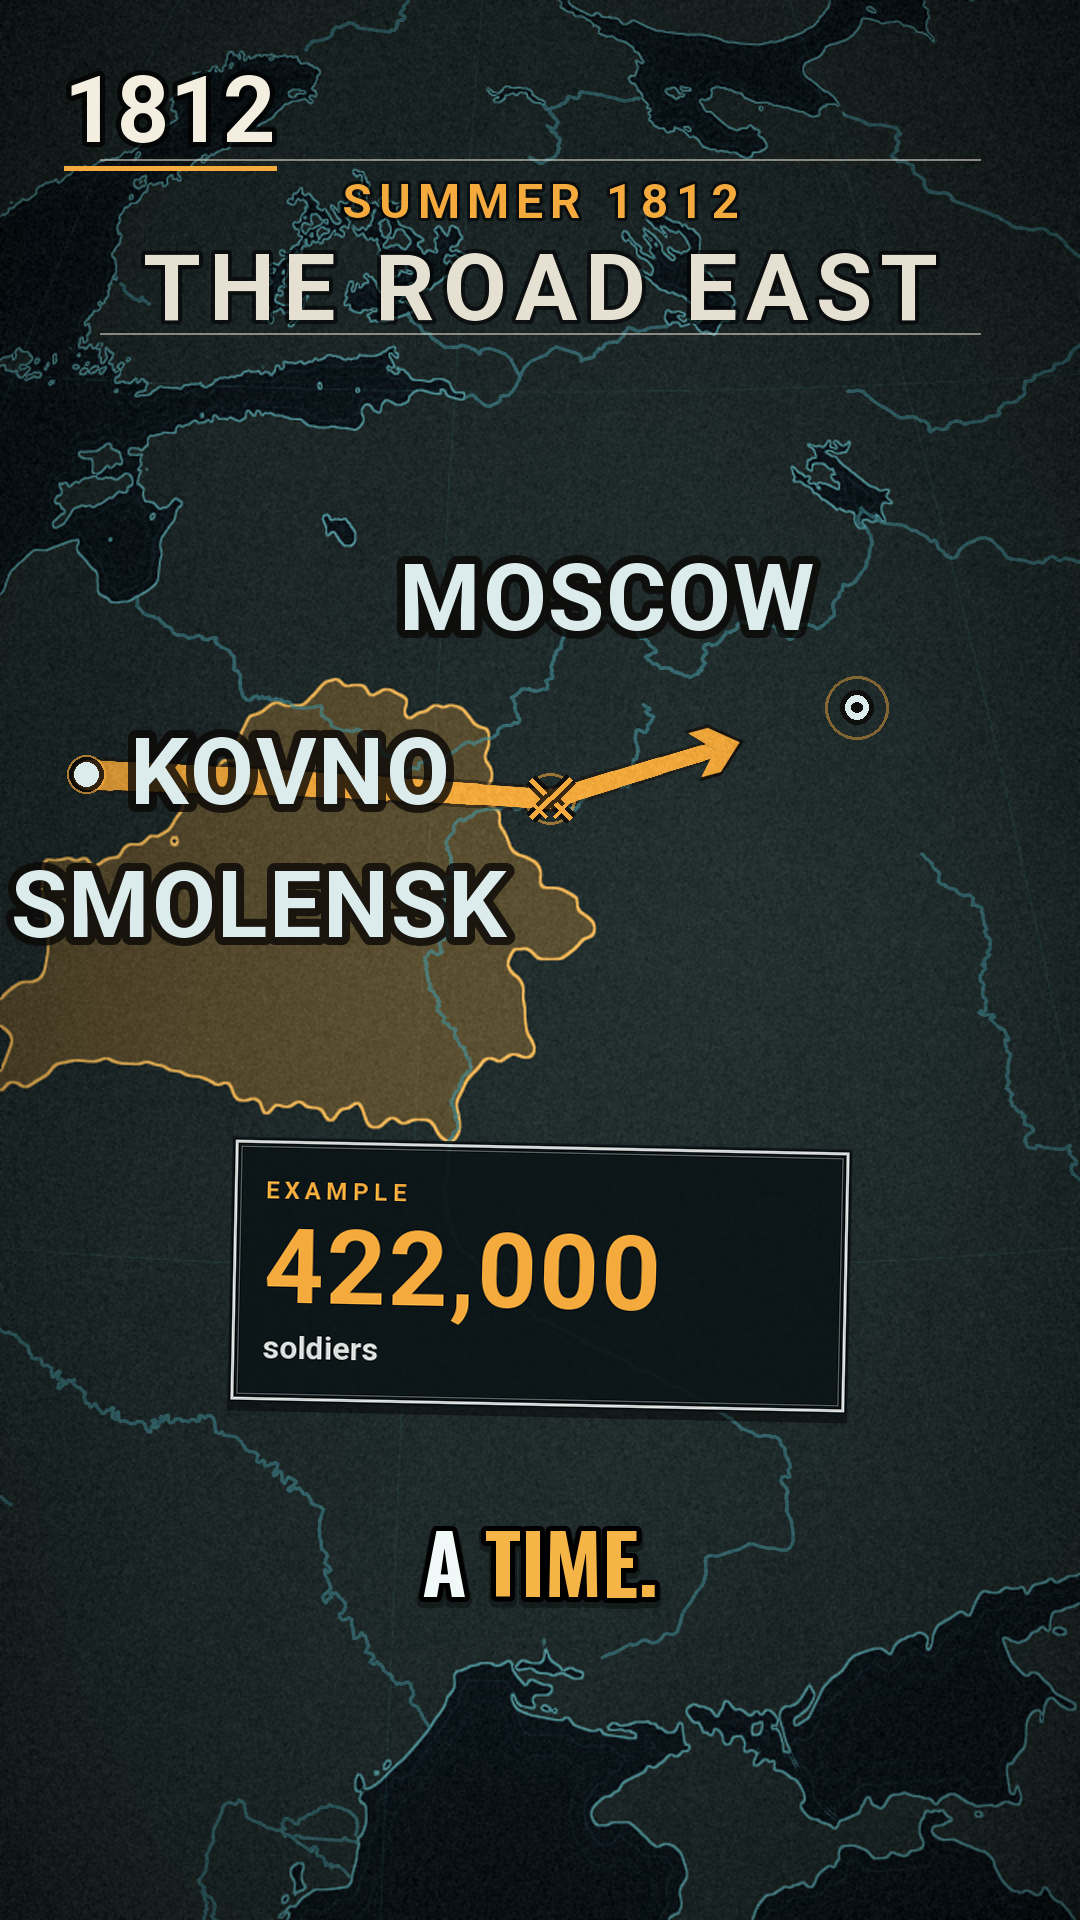 1812
SUMMER 1812
THE ROAD EAST
MOSCOW
KOVNO
SMOLENSK
EXAMPLE
422,000
soldiers
A TIME.